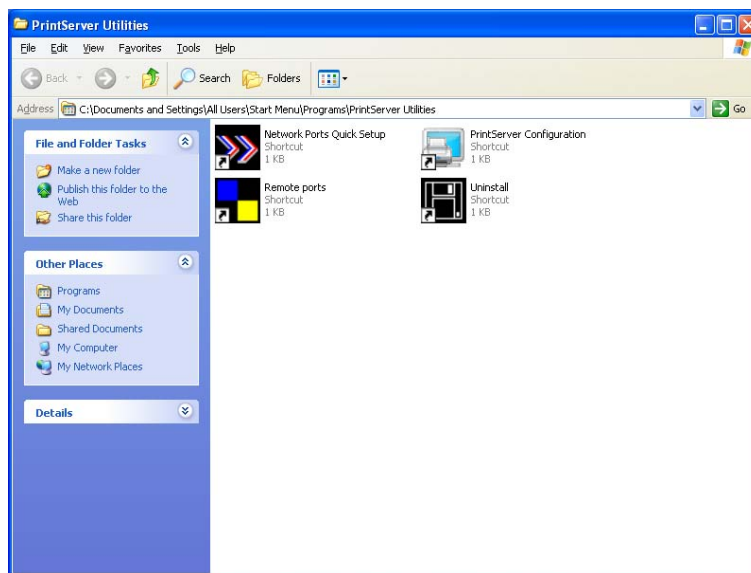 PrintServer Utilities
File Edit View Favorites Tools Help
Back Search Folders
Address C:\Documents and Settings\All Users\Start Menu\Programs\PrintServer Utilities Go
File and Folder Tasks
Make a new folder
Publish this folder to the
Web
Share this folder
Other Places
Programs
My Documents
Shared Documents
My Computer
My Network Places
Details
Network Ports Quick Setup
Shortcut
1 KB
PrintServer Configuration
Shortcut
1 KB
Remote ports
Shortcut
1 KB
Uninstall
Shortcut
1 KB